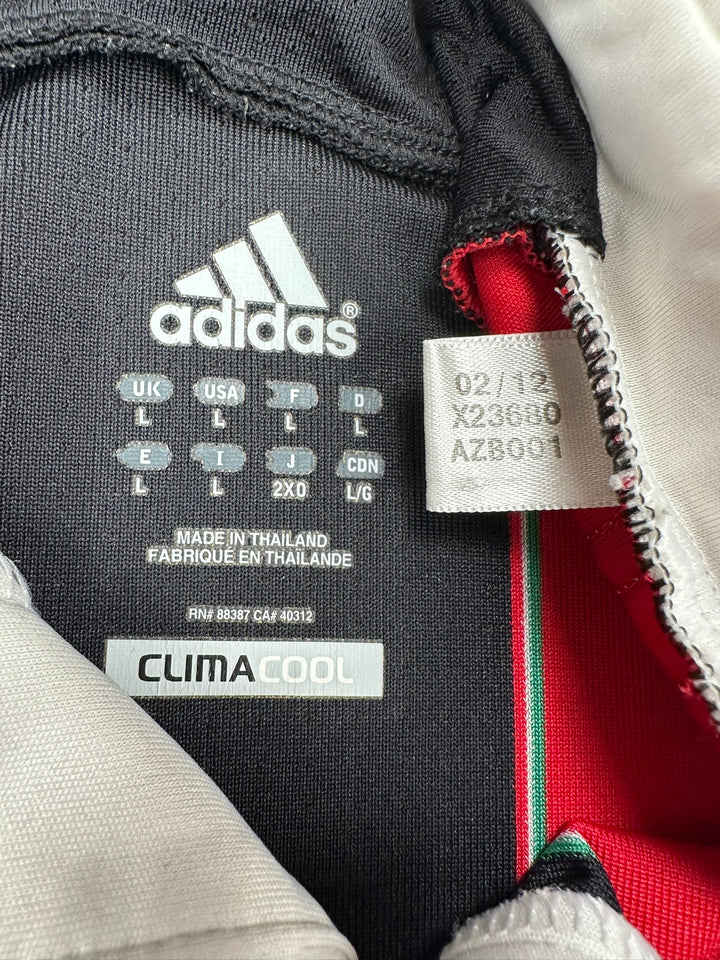 adidas®
UK USA F D
L L L L
E I J CDN
L L 2XO L/G
MADE IN THAILAND
FABRIQUÉ EN THAÏLANDE
RN# 88387 CA# 40312
CLIMACOOL
02/12
X23680
AZB001